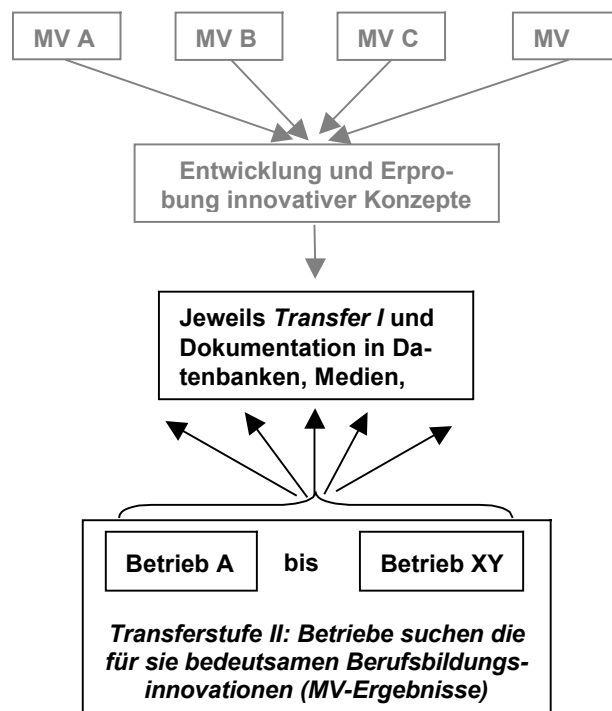 MV A MV B MV C MV
Entwicklung und Erpro-
bung innovativer Konzepte
Jeweils Transfer I und
Dokumentation in Da-
tenbanken, Medien,
Betrieb A bis Betrieb XY
Transferstufe II: Betriebe suchen die
für sie bedeutsamen Berufsbildungs-
innovationen (MV-Ergebnisse)